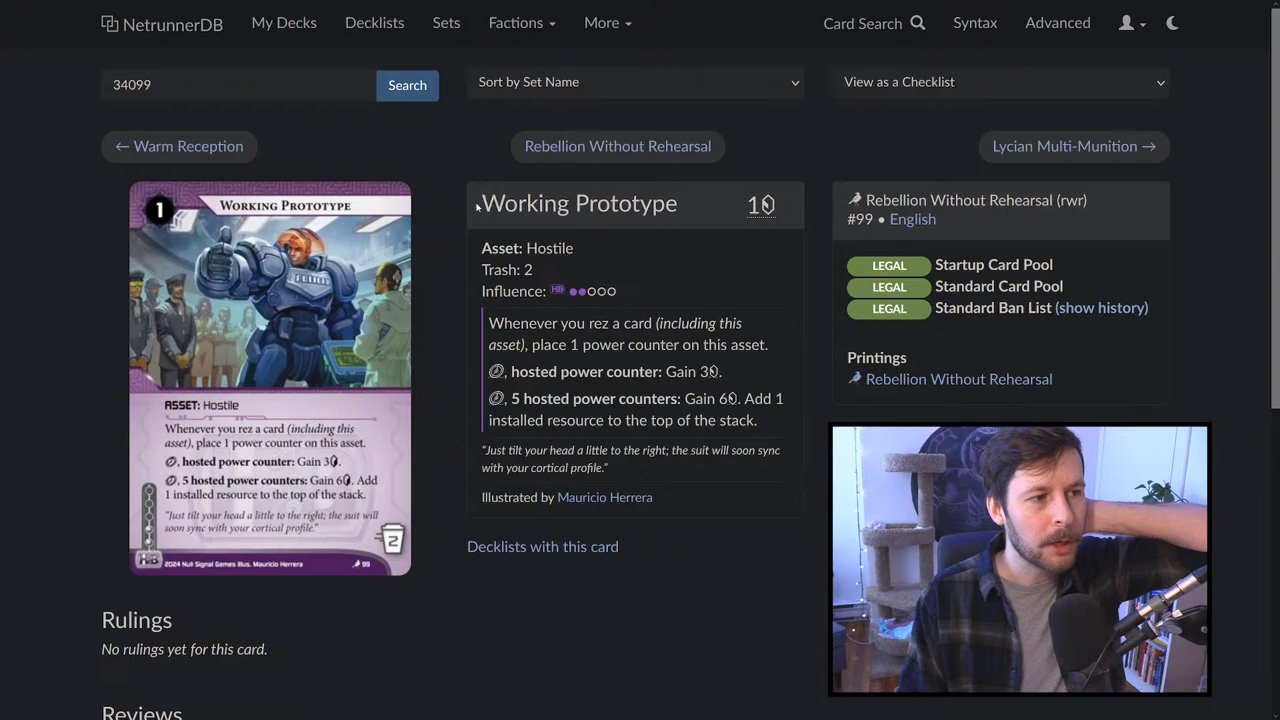 NetrunnerDB
My Decks
Decklists
Sets
Factions
More
Card Search
Syntax
Advanced
34099
Search
Sort by Set Name
View as a Checklist
← Warm Reception
Rebellion Without Rehearsal
Lycian Multi-Munition →
1
WORKING PROTOTYPE
POLIEN
ASSET: Hostile
Whenever you rez a card (including this
asset), place 1 power counter on this asset.
, hosted power counter: Gain 3.
, 5 hosted power counters: Gain 6. Add
1 installed resource to the top of the stack.
"Just tilt your head a little to the right; the suit will
soon sync with your cortical profile."
2
HB
2024 Null Signal Games Illus. Mauricio Herrera
99
Working Prototype
1
Asset: Hostile
Trash: 2
Influence: HB
Whenever you rez a card (including this
asset), place 1 power counter on this asset.
, hosted power counter: Gain 3.
, 5 hosted power counters: Gain 6. Add 1
installed resource to the top of the stack.
“Just tilt your head a little to the right; the suit will soon sync
with your cortical profile.”
Illustrated by Mauricio Herrera
Decklists with this card
Rebellion Without Rehearsal (rwr)
#99 • English
LEGAL Startup Card Pool
LEGAL Standard Card Pool
LEGAL Standard Ban List (show history)
Printings
Rebellion Without Rehearsal
Rulings
No rulings yet for this card.
Reviews